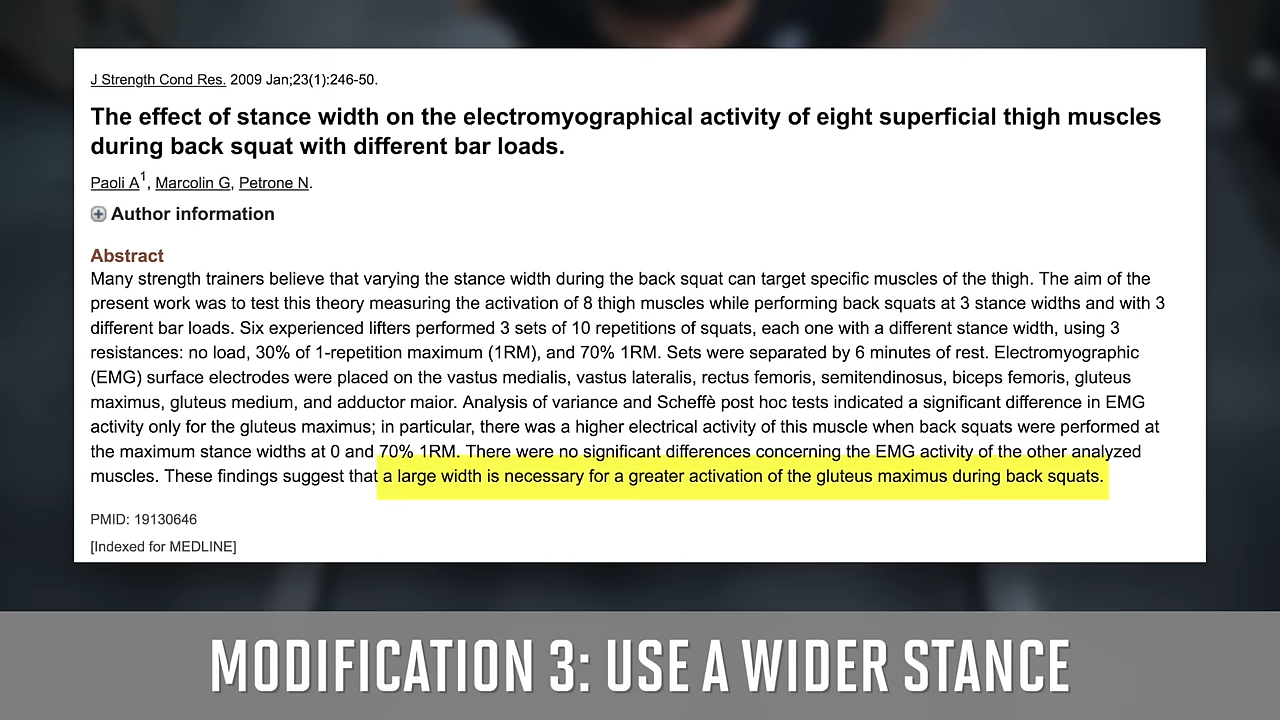 J Strength Cond Res. 2009 Jan;23(1):246-50.
The effect of stance width on the electromyographical activity of eight superficial thigh muscles
during back squat with different bar loads.
Paoli A1, Marcolin G, Petrone N.
Author information
Abstract
Many strength trainers believe that varying the stance width during the back squat can target specific muscles of the thigh. The aim of the
present work was to test this theory measuring the activation of 8 thigh muscles while performing back squats at 3 stance widths and with 3
different bar loads. Six experienced lifters performed 3 sets of 10 repetitions of squats, each one with a different stance width, using 3
resistances: no load, 30% of 1-repetition maximum (1RM), and 70% 1RM. Sets were separated by 6 minutes of rest. Electromyographic
(EMG) surface electrodes were placed on the vastus medialis, vastus lateralis, rectus femoris, semitendinosus, biceps femoris, gluteus
maximus, gluteus medium, and adductor maior. Analysis of variance and Scheffè post hoc tests indicated a significant difference in EMG
activity only for the gluteus maximus; in particular, there was a higher electrical activity of this muscle when back squats were performed at
the maximum stance widths at 0 and 70% 1RM. There were no significant differences concerning the EMG activity of the other analyzed
muscles. These findings suggest that a large width is necessary for a greater activation of the gluteus maximus during back squats.
PMID: 19130646
[Indexed for MEDLINE]
MODIFICATION 3: USE A WIDER STANCE